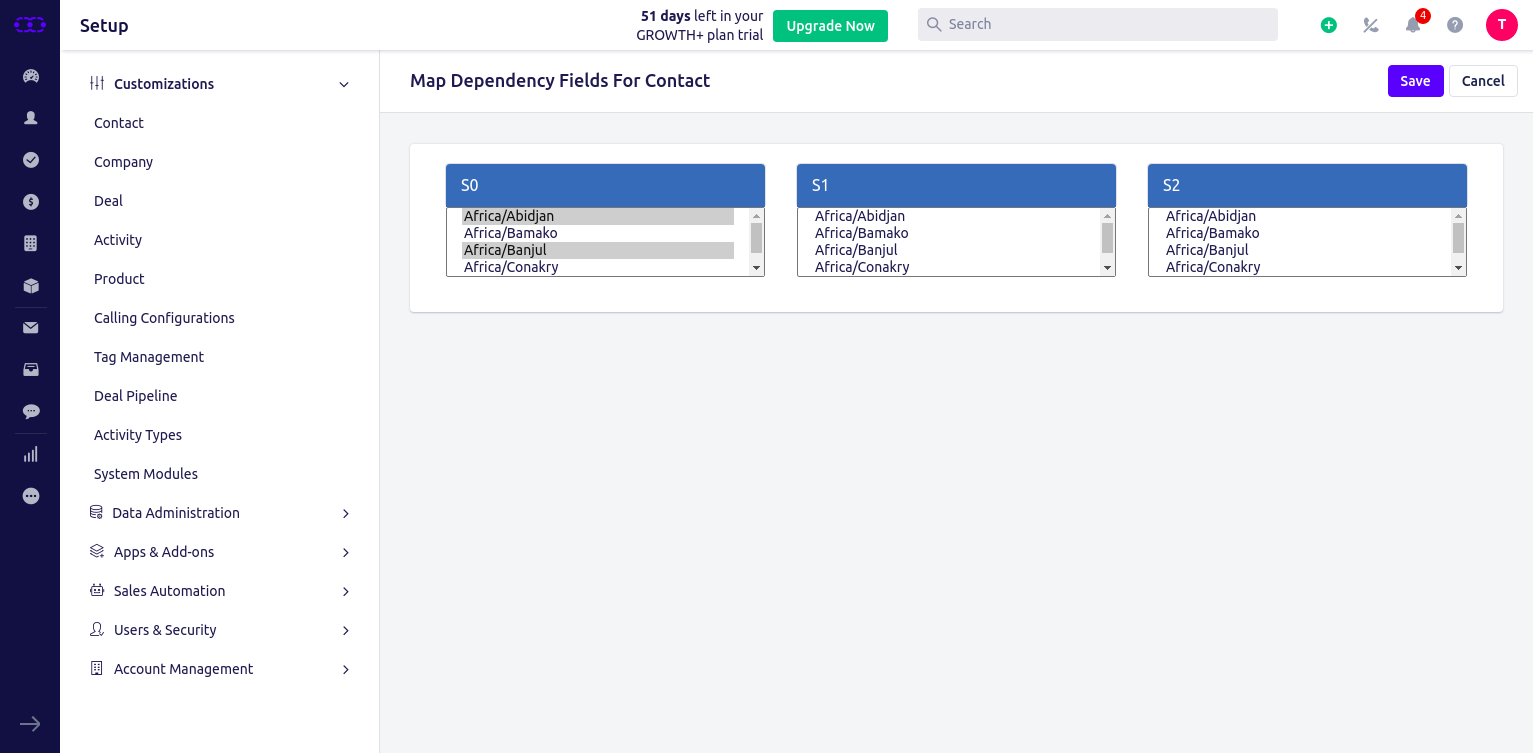 Setup
51 days left in your
GROWTH+ plan trial
Upgrade Now
Search
4
T
Customizations
Contact
Company
Deal
Activity
Product
Calling Configurations
Tag Management
Deal Pipeline
Activity Types
System Modules
Data Administration
Apps & Add-ons
Sales Automation
Users & Security
Account Management
Map Dependency Fields For Contact
Save
Cancel
S0
Africa/Abidjan
Africa/Bamako
Africa/Banjul
Africa/Conakry
S1
Africa/Abidjan
Africa/Bamako
Africa/Banjul
Africa/Conakry
S2
Africa/Abidjan
Africa/Bamako
Africa/Banjul
Africa/Conakry